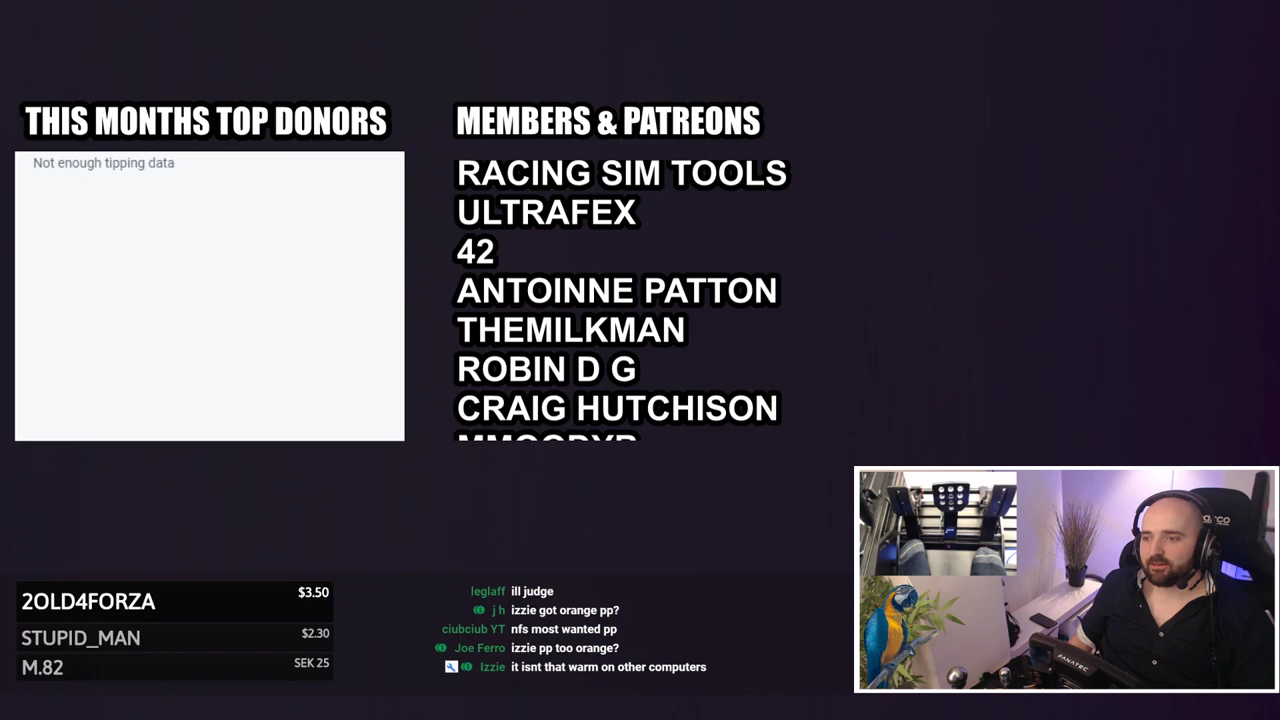 THIS MONTHS TOP DONORS
Not enough tipping data
MEMBERS & PATREONS
RACING SIM TOOLS
ULTRAFEX
42
ANTOINNE PATTON
THEMILKMAN
ROBIN D G
CRAIG HUTCHISON
2OLD4FORZA $3.50
STUPID_MAN $2.30
M.82 SEK 25
leglaff ill judge
j h izzie got orange pp?
ciubciub YT nfs most wanted pp
Joe Ferro izzie pp too orange?
Izzie it isnt that warm on other computers
FANATEC